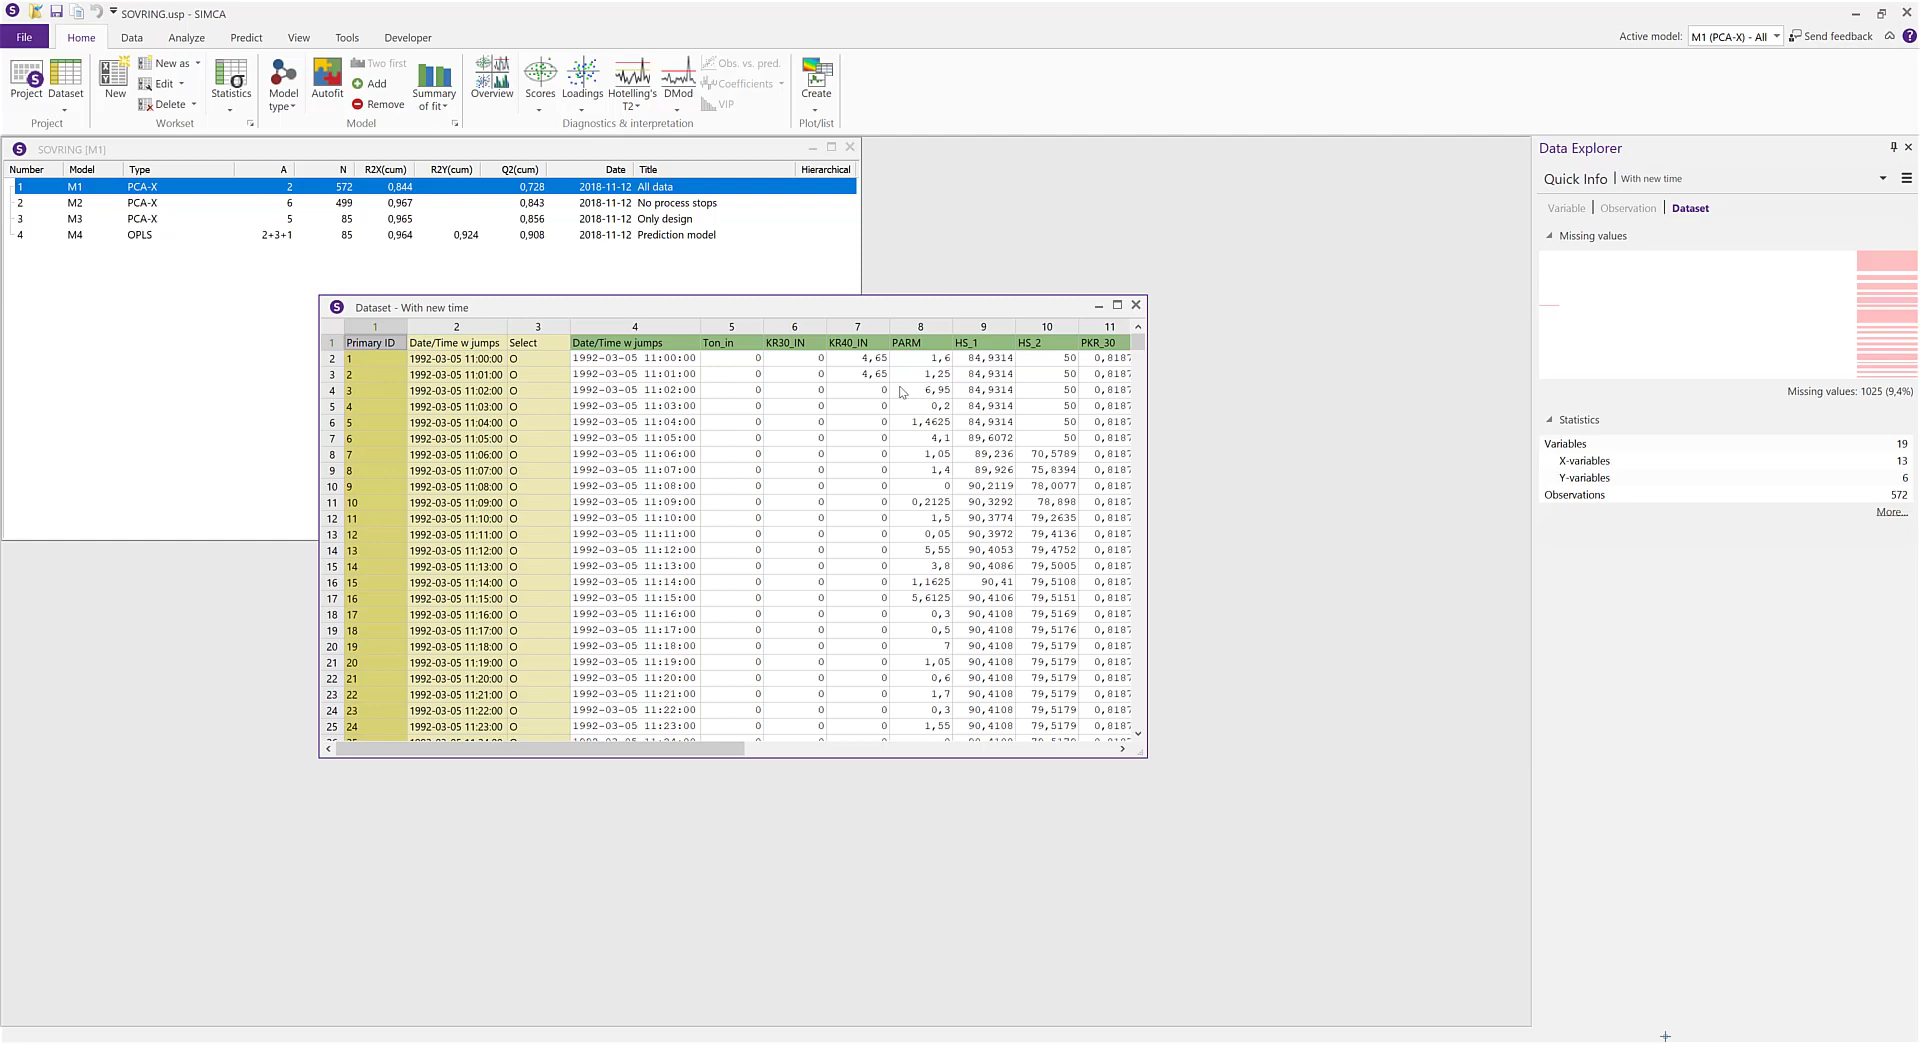 SOVRING.usp - SIMCA
File Home Data Analyze Predict View Tools Developer Active model: M1 (PCA-X) - All Send feedback
Project Dataset New New as Edit Delete Statistics Model type Autofit Two first Add Remove Summary of fit Overview Scores Loadings Hotelling's T2 DMod Obs. vs. pred. Coefficients VIP Create
Project Workset Model Diagnostics & interpretation Plot/list
SOVRING [M1]
Number Model Type A N R2X(cum) R2Y(cum) Q2(cum) Date Title Hierarchical
1 M1 PCA-X 2 572 0,844 0,728 2018-11-12 All data
2 M2 PCA-X 6 499 0,967 0,843 2018-11-12 No process stops
3 M3 PCA-X 5 85 0,965 0,856 2018-11-12 Only design
4 M4 OPLS 2+3+1 85 0,964 0,924 0,908 2018-11-12 Prediction model
Dataset - With new time
1 2 3 4 5 6 7 8 9 10 11
1 Primary ID Date/Time w jumps Select Date/Time w jumps Ton_in KR30_IN KR40_IN PARM HS_1 HS_2 PKR_30
2 1 1992-03-05 11:00:00 O 1992-03-05 11:00:00 0 0 4,65 1,6 84,9314 50 0,8187
3 2 1992-03-05 11:01:00 O 1992-03-05 11:01:00 0 0 4,65 1,25 84,9314 50 0,8187
4 3 1992-03-05 11:02:00 O 1992-03-05 11:02:00 0 0 0 6,95 84,9314 50 0,8187
5 4 1992-03-05 11:03:00 O 1992-03-05 11:03:00 0 0 0 0,2 84,9314 50 0,8187
6 5 1992-03-05 11:04:00 O 1992-03-05 11:04:00 0 0 0 1,4625 84,9314 50 0,8187
7 6 1992-03-05 11:05:00 O 1992-03-05 11:05:00 0 0 0 4,1 89,6072 50 0,8187
8 7 1992-03-05 11:06:00 O 1992-03-05 11:06:00 0 0 0 1,05 89,236 70,5789 0,8187
9 8 1992-03-05 11:07:00 O 1992-03-05 11:07:00 0 0 0 1,4 89,926 75,8394 0,8187
10 9 1992-03-05 11:08:00 O 1992-03-05 11:08:00 0 0 0 0 90,2119 78,0077 0,8187
11 10 1992-03-05 11:09:00 O 1992-03-05 11:09:00 0 0 0 0,2125 90,3292 78,898 0,8187
12 11 1992-03-05 11:10:00 O 1992-03-05 11:10:00 0 0 0 1,5 90,3774 79,2635 0,8187
13 12 1992-03-05 11:11:00 O 1992-03-05 11:11:00 0 0 0 0,05 90,3972 79,4136 0,8187
14 13 1992-03-05 11:12:00 O 1992-03-05 11:12:00 0 0 0 5,55 90,4053 79,4752 0,8187
15 14 1992-03-05 11:13:00 O 1992-03-05 11:13:00 0 0 0 3,8 90,4086 79,5005 0,8187
16 15 1992-03-05 11:14:00 O 1992-03-05 11:14:00 0 0 0 1,1625 90,41 79,5108 0,8187
17 16 1992-03-05 11:15:00 O 1992-03-05 11:15:00 0 0 0 5,6125 90,4106 79,5151 0,8187
18 17 1992-03-05 11:16:00 O 1992-03-05 11:16:00 0 0 0 0,3 90,4108 79,5169 0,8187
19 18 1992-03-05 11:17:00 O 1992-03-05 11:17:00 0 0 0 0,5 90,4108 79,5176 0,8187
20 19 1992-03-05 11:18:00 O 1992-03-05 11:18:00 0 0 0 7 90,4108 79,5179 0,8187
21 20 1992-03-05 11:19:00 O 1992-03-05 11:19:00 0 0 0 1,05 90,4108 79,5179 0,8187
22 21 1992-03-05 11:20:00 O 1992-03-05 11:20:00 0 0 0 0,6 90,4108 79,5179 0,8187
23 22 1992-03-05 11:21:00 O 1992-03-05 11:21:00 0 0 0 1,7 90,4108 79,5179 0,8187
24 23 1992-03-05 11:22:00 O 1992-03-05 11:22:00 0 0 0 0,3 90,4108 79,5179 0,8187
25 24 1992-03-05 11:23:00 O 1992-03-05 11:23:00 0 0 0 1,55 90,4108 79,5179 0,8187
Data Explorer
Quick Info With new time
Variable Observation Dataset
Missing values
Missing values: 1025 (9,4%)
Statistics
Variables 19
X-variables 13
Y-variables 6
Observations 572
More...